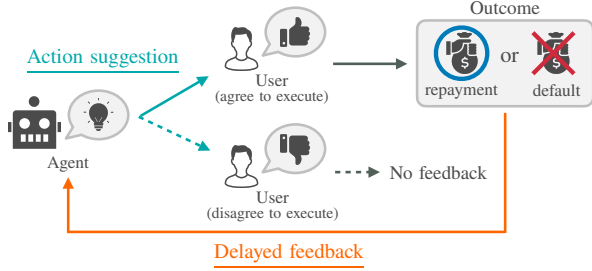 Outcome
Action suggestion
User
(agree to execute)
or
repayment
default
Agent
User
(disagree to execute)
No feedback
Delayed feedback